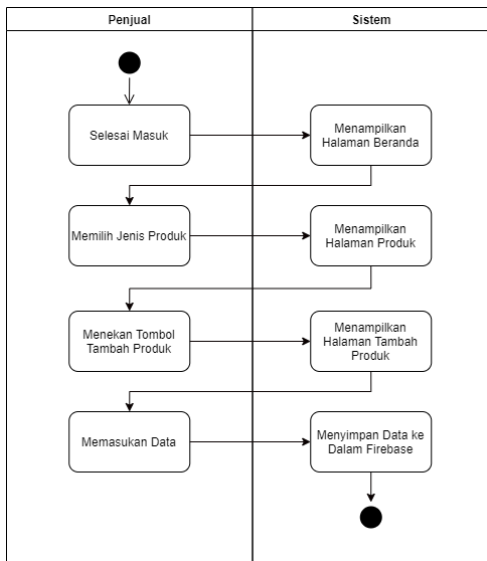 Penjual
Sistem
Selesai Masuk
Menampilkan
Halaman Beranda
Memilih Jenis Produk
Menampilkan
Halaman Produk
Menekan Tombol
Tambah Produk
Menampilkan
Halaman Tambah
Produk
Memasukan Data
Menyimpan Data ke
Dalam Firebase